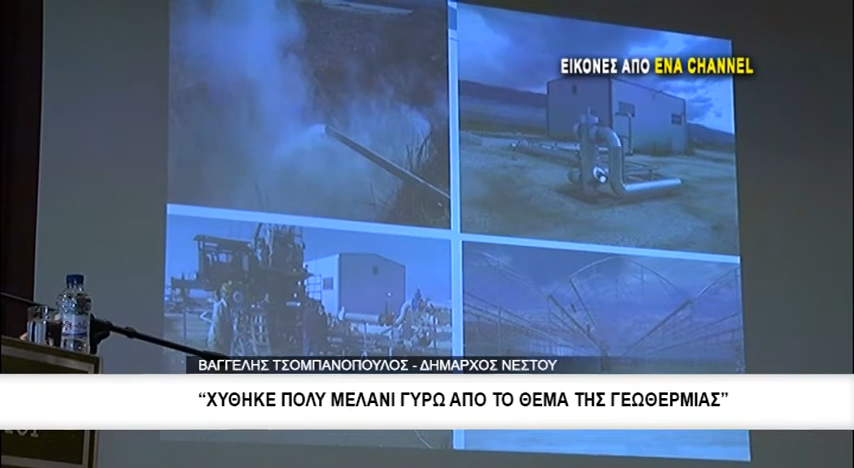 ΕΙΚΟΝΕΣ ΑΠΟ ENA CHANNEL
ΒΑΓΓΕΛΗΣ ΤΣΟΜΠΑΝΟΠΟΥΛΟΣ - ΔΗΜΑΡΧΟΣ ΝΕΣΤΟΥ
“ΧΥΘΗΚΕ ΠΟΛΥ ΜΕΛΑΝΙ ΓΥΡΩ ΑΠΟ ΤΟ ΘΕΜΑ ΤΗΣ ΓΕΩΘΕΡΜΙΑΣ”